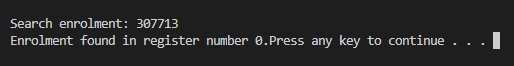 Search enrolment: 307713
Enrolment found in register number 0.Press any key to continue . . .